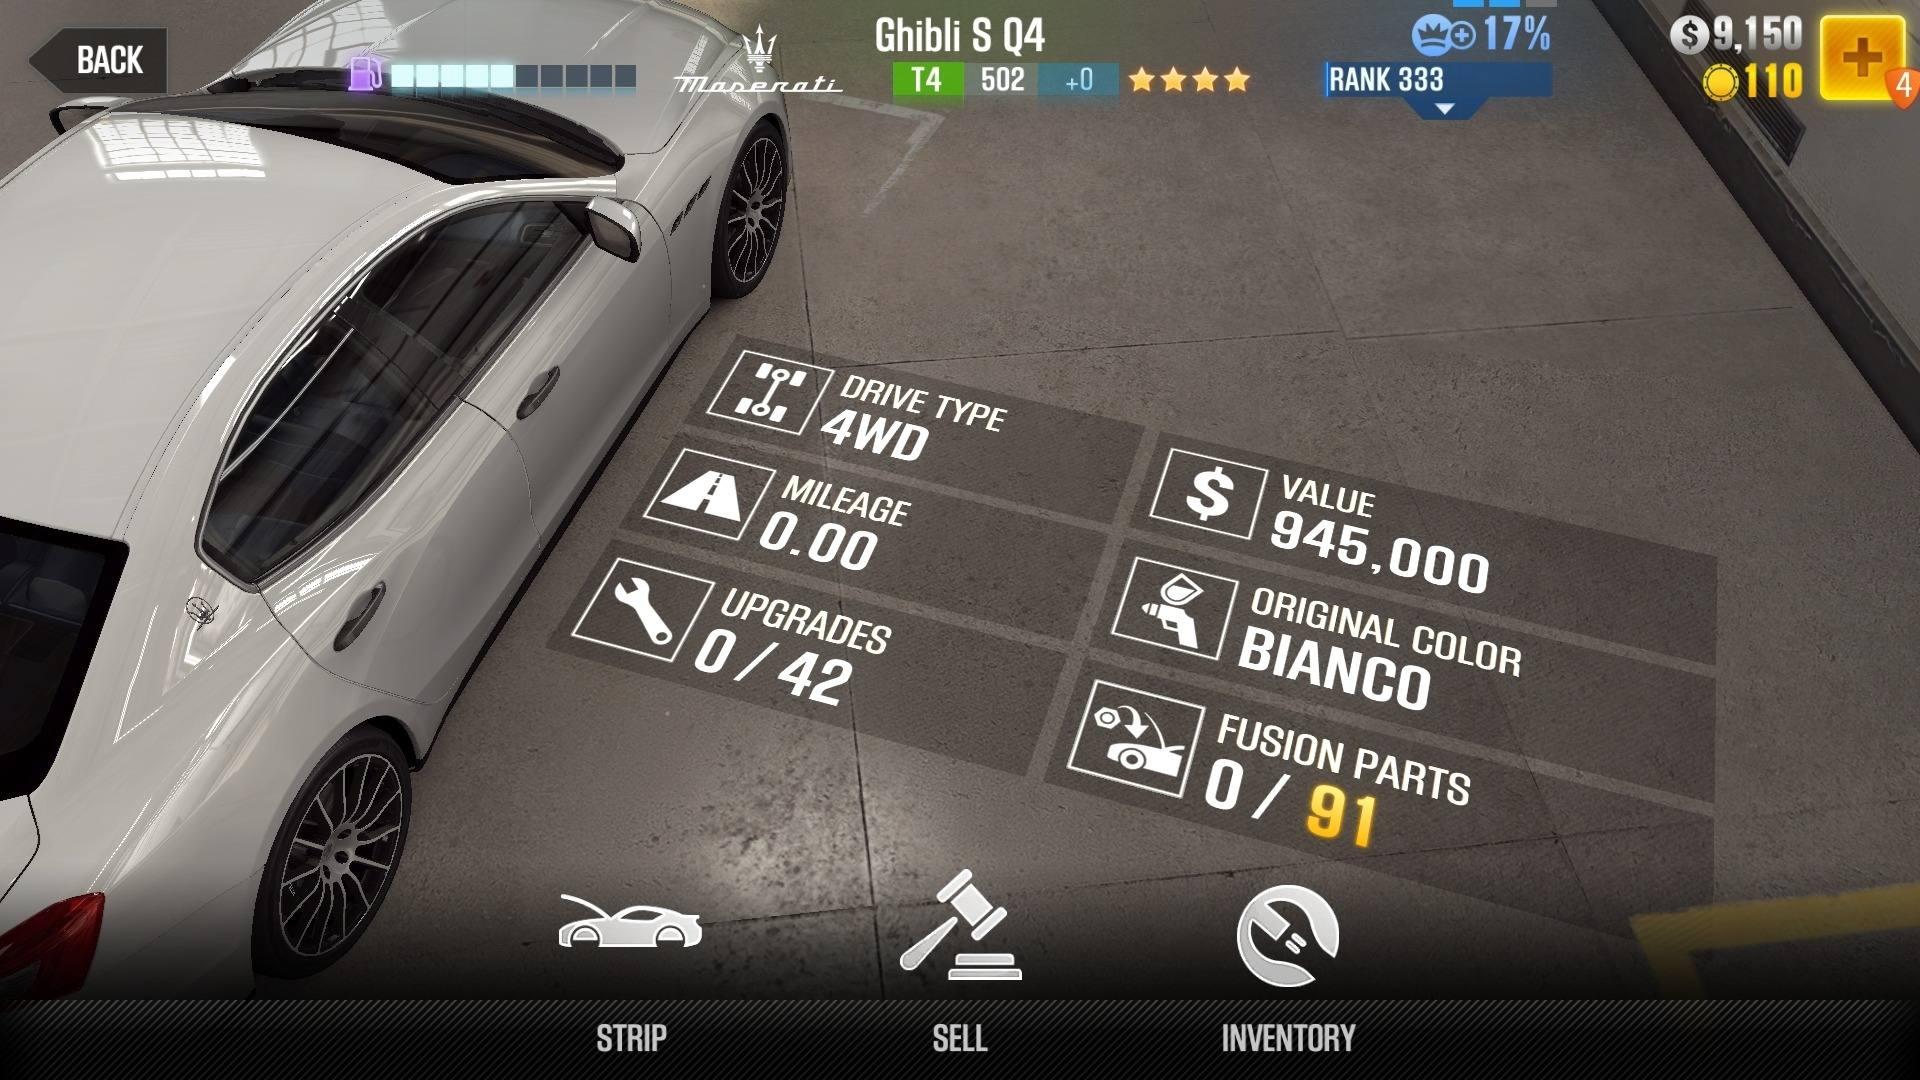 BACK
Maserati
Ghibli S Q4
T4 502 +0
17%
RANK 333
$ 9,150
110
4
DRIVE TYPE
4WD
MILEAGE
0.00
UPGRADES
0 / 42
$
VALUE
945,000
ORIGINAL COLOR
BIANCO
FUSION PARTS
0 / 91
STRIP
SELL
INVENTORY